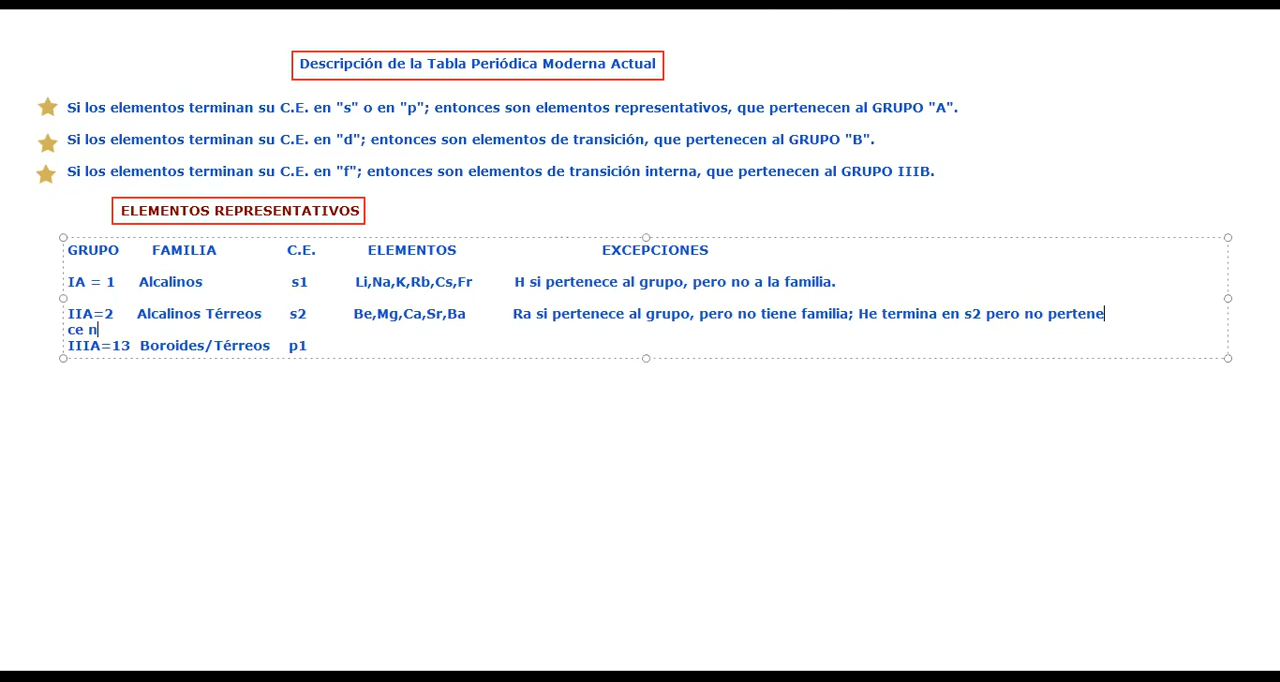 Descripción de la Tabla Periódica Moderna Actual
Si los elementos terminan su C.E. en "s" o en "p"; entonces son elementos representativos, que pertenecen al GRUPO "A".
Si los elementos terminan su C.E. en "d"; entonces son elementos de transición, que pertenecen al GRUPO "B".
Si los elementos terminan su C.E. en "f"; entonces son elementos de transición interna, que pertenecen al GRUPO IIIB.
ELEMENTOS REPRESENTATIVOS
GRUPO FAMILIA C.E. ELEMENTOS EXCEPCIONES
IA = 1 Alcalinos s1 Li,Na,K,Rb,Cs,Fr H si pertenece al grupo, pero no a la familia.
IIA=2 Alcalinos Térreos s2 Be,Mg,Ca,Sr,Ba Ra si pertenece al grupo, pero no tiene familia; He termina en s2 pero no pertene
ce n
IIIA=13 Boroides/Térreos p1